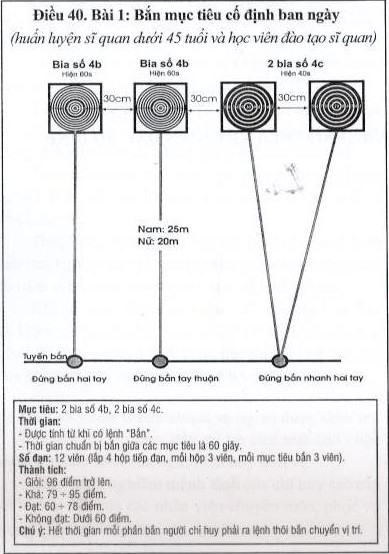 Điều 40. Bài 1: Bắn mục tiêu cố định ban ngày
(huấn luyện sĩ quan dưới 45 tuổi và học viên đào tạo sĩ quan)
Bia số 4b Bia số 4b 2 bia số 4c
Hiện 60s Hiện 60s Hiện 40s
30cm 30cm 30cm
Nam: 25m
Nữ: 20m
Tuyến bắn
Đứng bắn hai tay Đứng bắn tay thuận Đứng bắn nhanh hai tay
Mục tiêu: 2 bia số 4b, 2 bia số 4c.
Thời gian:
- Được tính từ khi có lệnh "Bắn".
- Thời gian chuẩn bị bắn giữa các mục tiêu là 60 giây.
Số đạn: 12 viên (lắp 4 hộp tiếp đạn, mỗi hộp 3 viên, mỗi mục tiêu bắn 3 viên).
Thành tích:
- Giỏi: 96 điểm trở lên.
- Khá: 79 ÷ 95 điểm.
- Đạt: 60 ÷ 78 điểm.
- Không đạt: Dưới 60 điểm.
Chú ý: Hết thời gian mỗi phần bắn người chỉ huy phải ra lệnh thôi bắn chuyển vị trí.